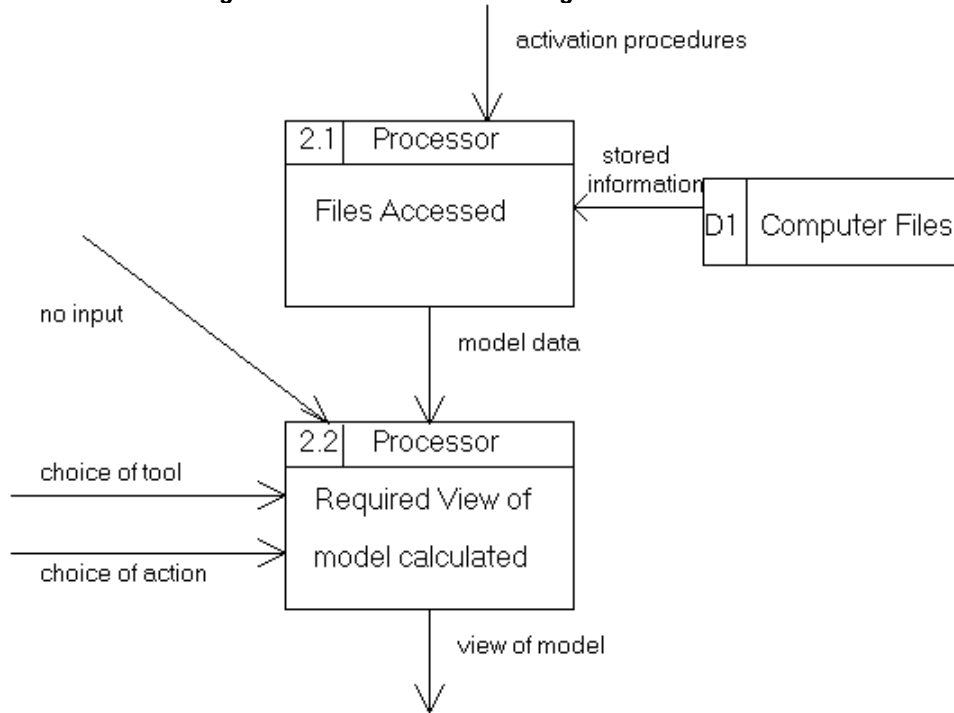 activation procedures
2.1 Processor
Files Accessed
stored
information
D1 Computer Files
no input
model data
2.2 Processor
choice of tool
Required View of
model calculated
choice of action
view of model